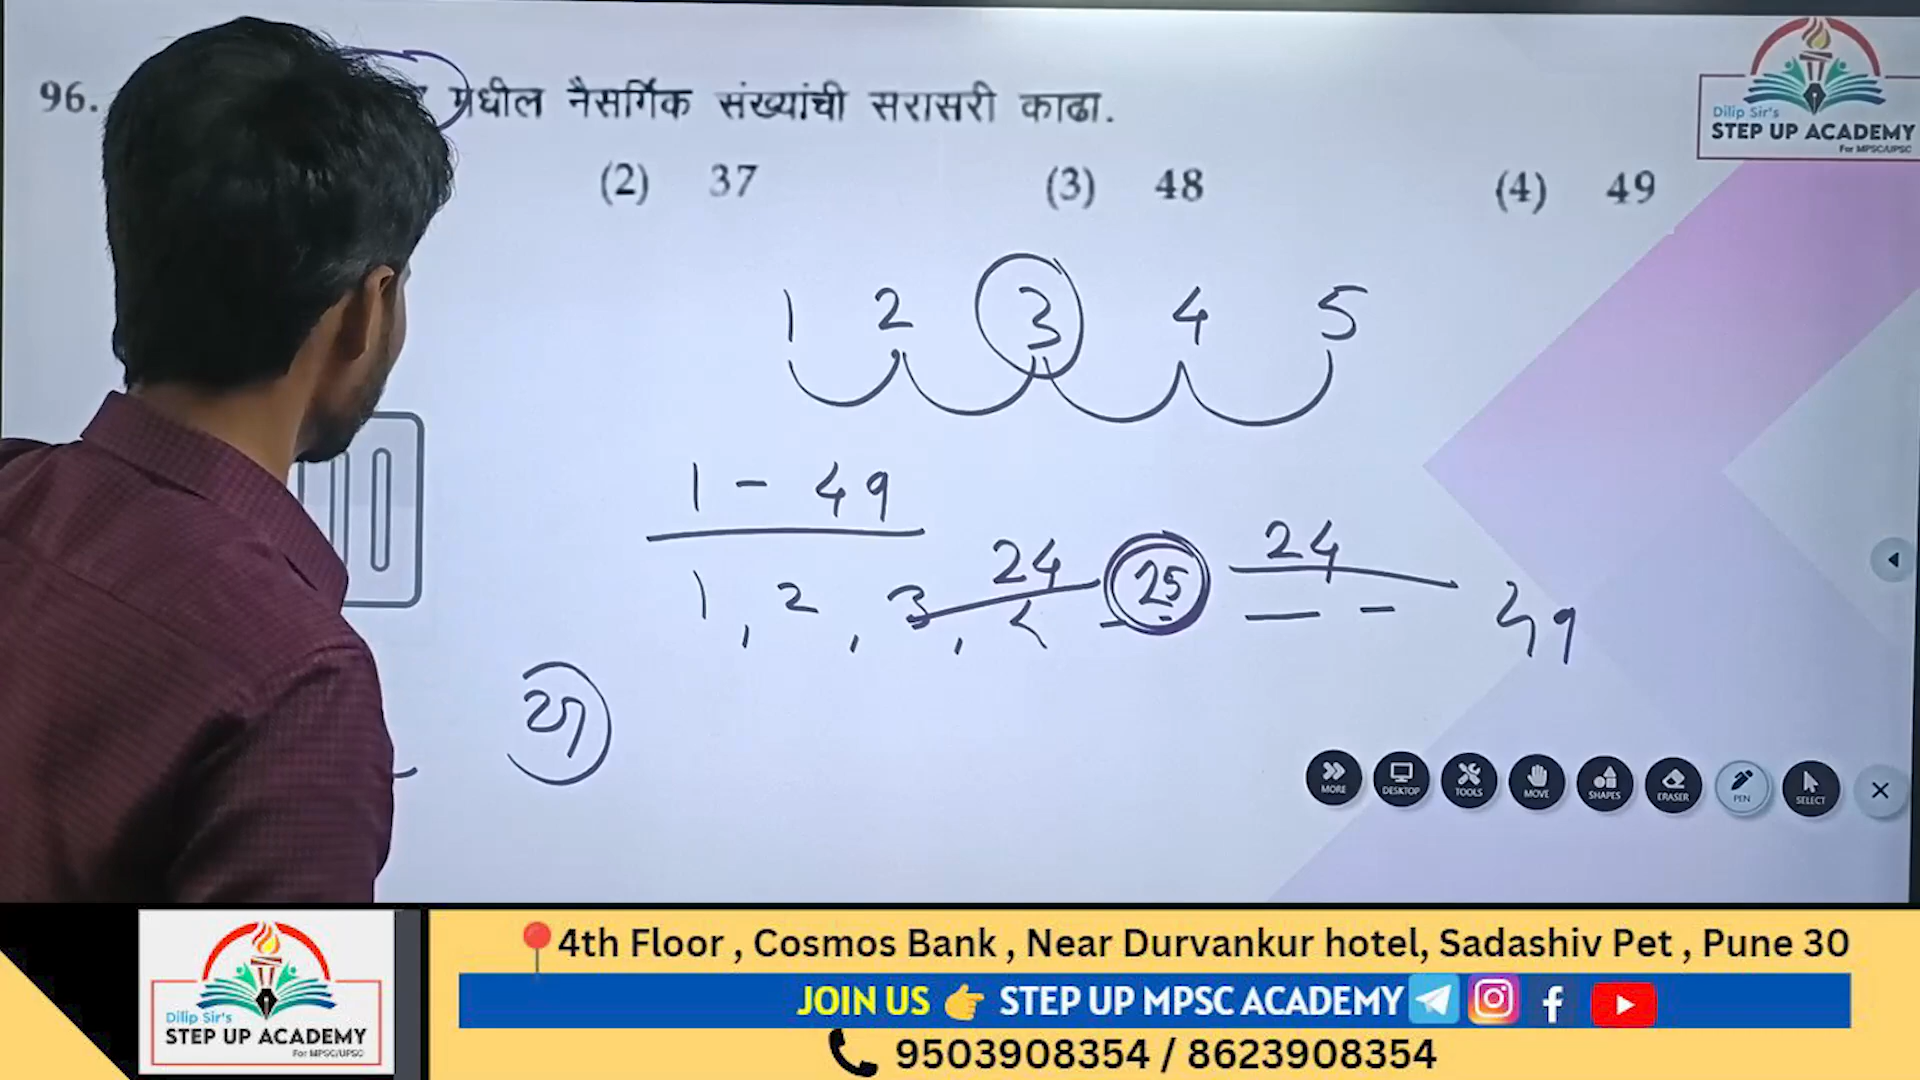 96. मधील नैसर्गिक संख्यांची सरासरी काढा.
(2) 37 (3) 48 (4) 49
Dilip Sir's
STEP UP ACADEMY
For MPSC/UPSC
1 2 3 4 5
1 - 49
24 25 24
1, 2, 3, - - - - 49
MORE DESKTOP TOOLS MOVE SHAPES ERASER PEN SELECT
Dilip Sir's
STEP UP ACADEMY
For MPSC/UPSC
4th Floor , Cosmos Bank , Near Durvankur hotel, Sadashiv Pet , Pune 30
JOIN US 👉 STEP UP MPSC ACADEMY
9503908354 / 8623908354